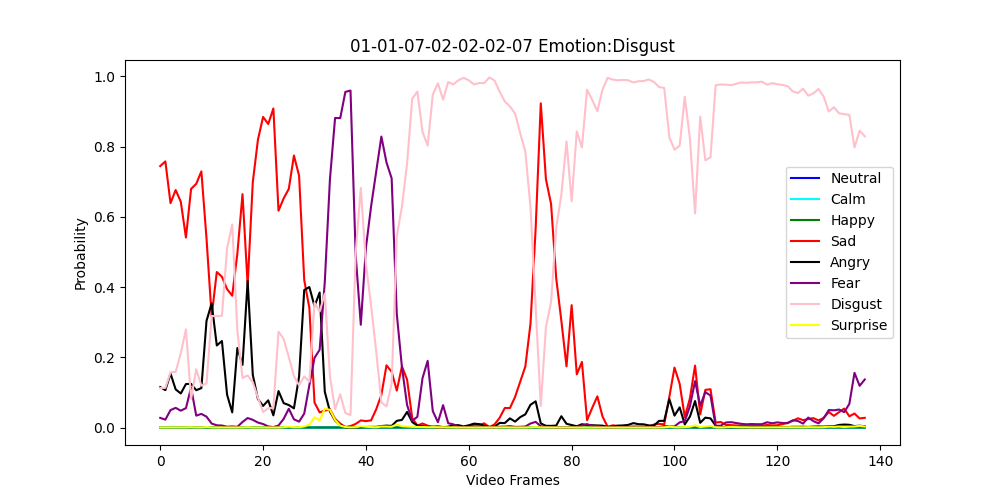 01-01-07-02-02-02-07 Emotion:Disgust
Probability
1.0
0.8
0.6
0.4
0.2
0.0
Neutral
Calm
Happy
Sad
Angry
Fear
Disgust
Surprise
0 20 40 60 80 100 120 140
Video Frames